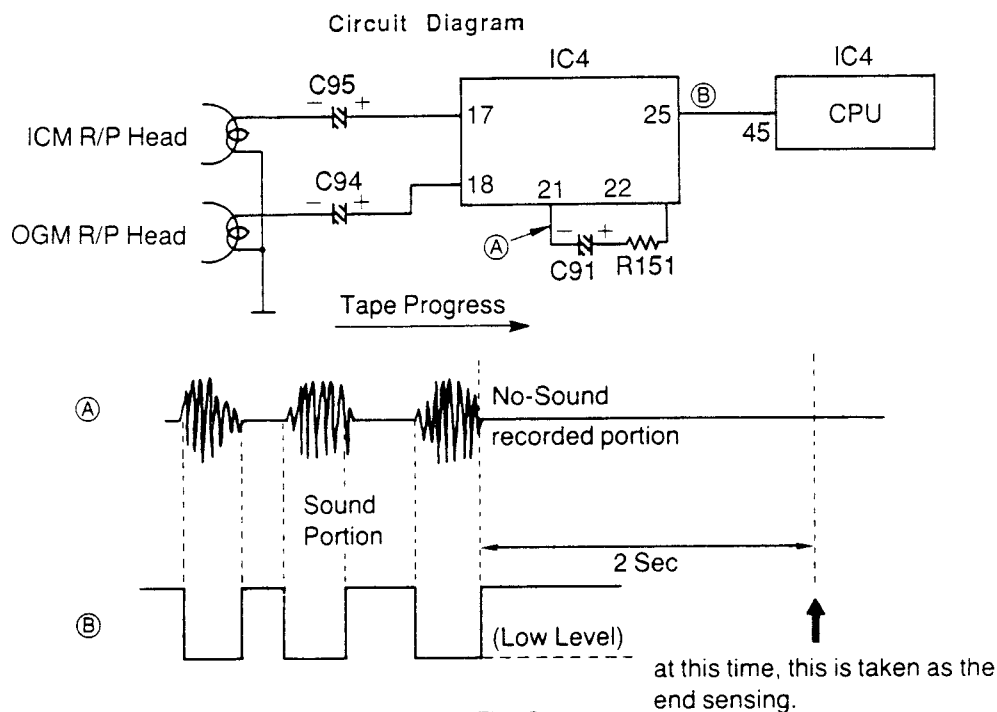 Circuit Diagram
IC4
IC4
C95
- +
17
25
Ⓑ
45
CPU
ICM R/P Head
C94
- +
18
21
22
OGM R/P Head
Ⓐ
- +
C91
R151
Tape Progress
Ⓐ
No-Sound
recorded portion
Sound
Portion
2 Sec
Ⓑ
(Low Level)
at this time, this is taken as the
end sensing.